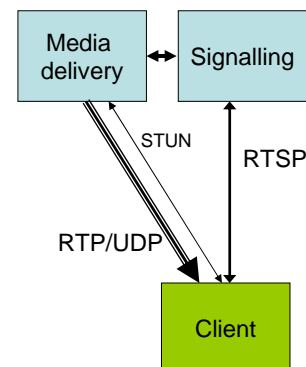 Media
delivery
Signalling
STUN
RTSP
RTP/UDP
Client